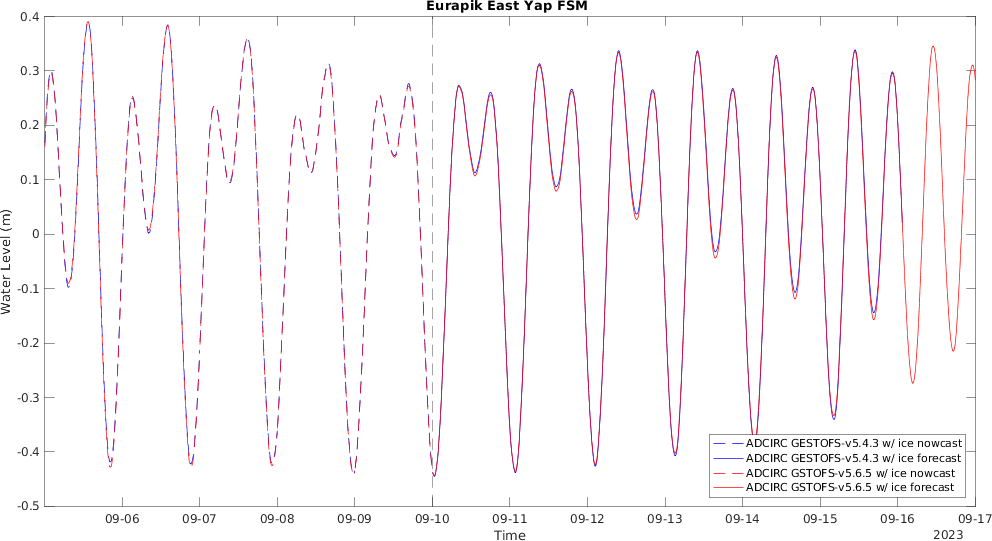 Eurapik East Yap FSM
0.4
0.3
0.2
0.1
0
-0.1
-0.2
-0.3
-0.4
-0.5
Water Level (m)
ADCIRC GESTOFS-v5.4.3 w/ ice nowcast
ADCIRC GESTOFS-v5.4.3 w/ ice forecast
ADCIRC GSTOFS-v5.6.5 w/ ice nowcast
ADCIRC GSTOFS-v5.6.5 w/ ice forecast
09-06 09-07 09-08 09-09 09-10 09-11 09-12 09-13 09-14 09-15 09-16 09-17
Time
2023